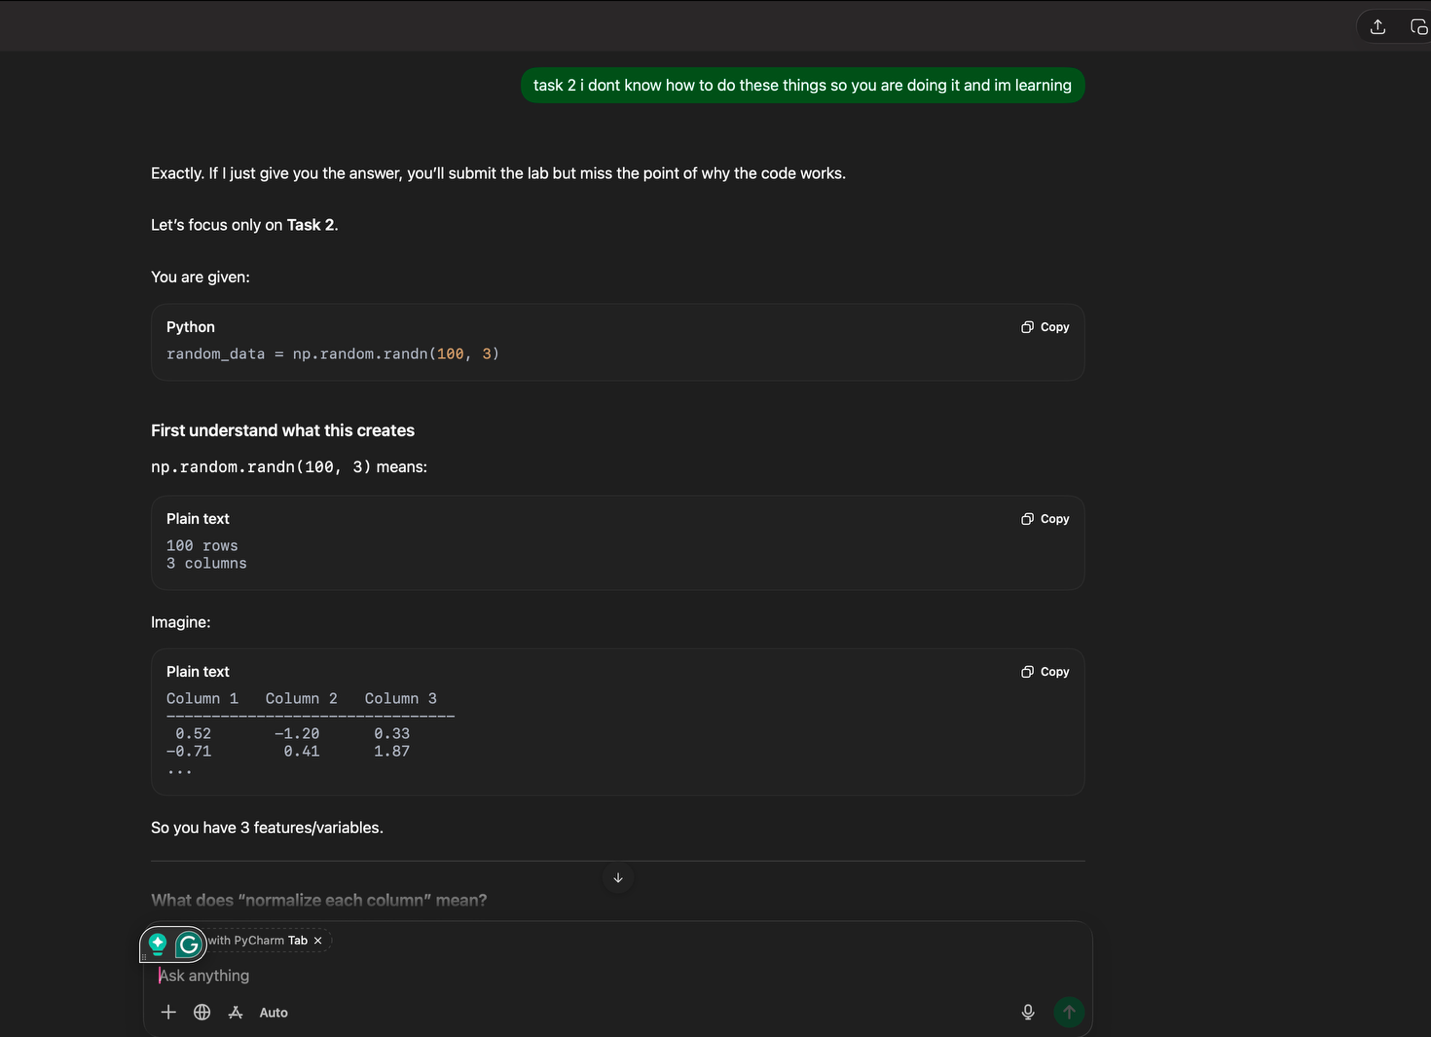 task 2 i dont know how to do these things so you are doing it and im learning
Exactly. If I just give you the answer, you’ll submit the lab but miss the point of why the code works.
Let’s focus only on Task 2.
You are given:
Python
Copy
random_data = np.random.randn(100, 3)
First understand what this creates
np.random.randn(100, 3) means:
Plain text
Copy
100 rows
3 columns
Imagine:
Plain text
Copy
Column 1   Column 2   Column 3
--------------------------------
0.52       -1.20      0.33
-0.71        0.41      1.87
...
So you have 3 features/variables.
What does “normalize each column” mean?
with PyCharm Tab
Ask anything
Auto